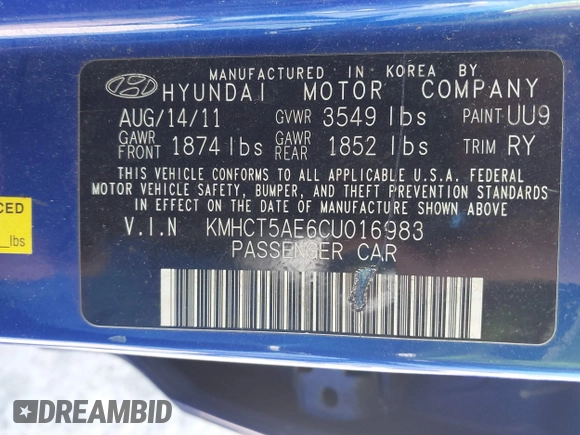 MANUFACTURED IN KOREA BY
HYUNDAI MOTOR COMPANY
AUG/14/11 GVWR 3549 lbs PAINT UU9
GAWR FRONT 1874 lbs GAWR REAR 1852 lbs TRIM RY
THIS VEHICLE CONFORMS TO ALL APPLICABLE U.S.A. FEDERAL
MOTOR VEHICLE SAFETY, BUMPER, AND THEFT PREVENTION STANDARDS
IN EFFECT ON THE DATE OF MANUFACTURE SHOWN ABOVE
V.I.N KMHCT5AE6CU016983
PASSENGER CAR
CED
lbs
DREAMBID